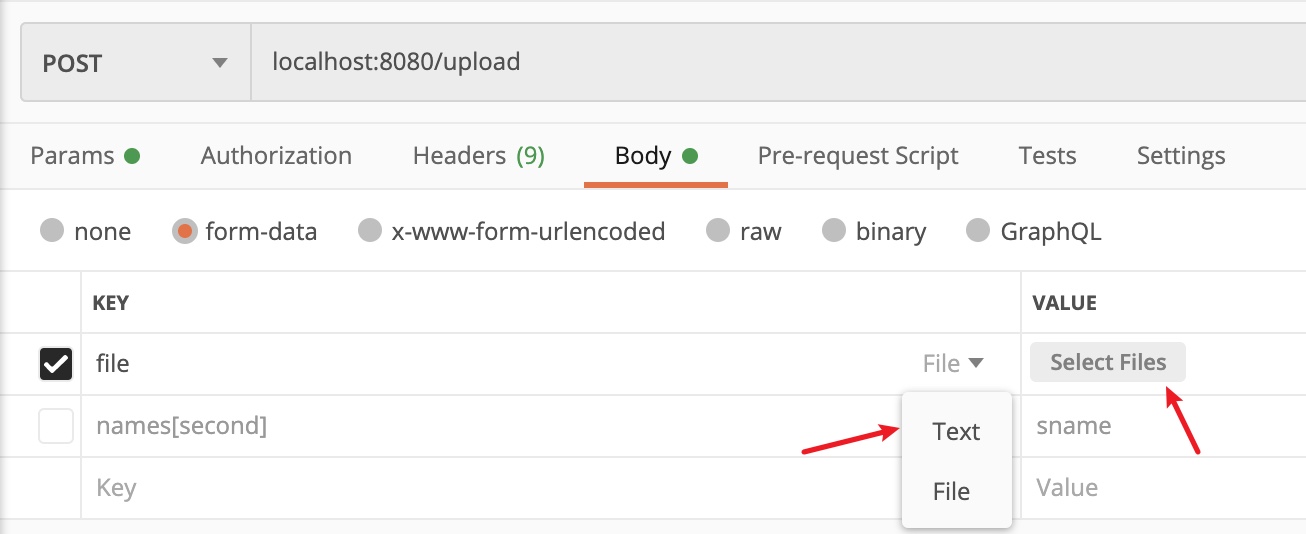 POST localhost:8080/upload
Params Authorization Headers (9) Body Pre-request Script Tests Settings
none form-data x-www-form-urlencoded raw binary GraphQL
KEY VALUE
file File Select Files
names[second] Text sname
Key File Value